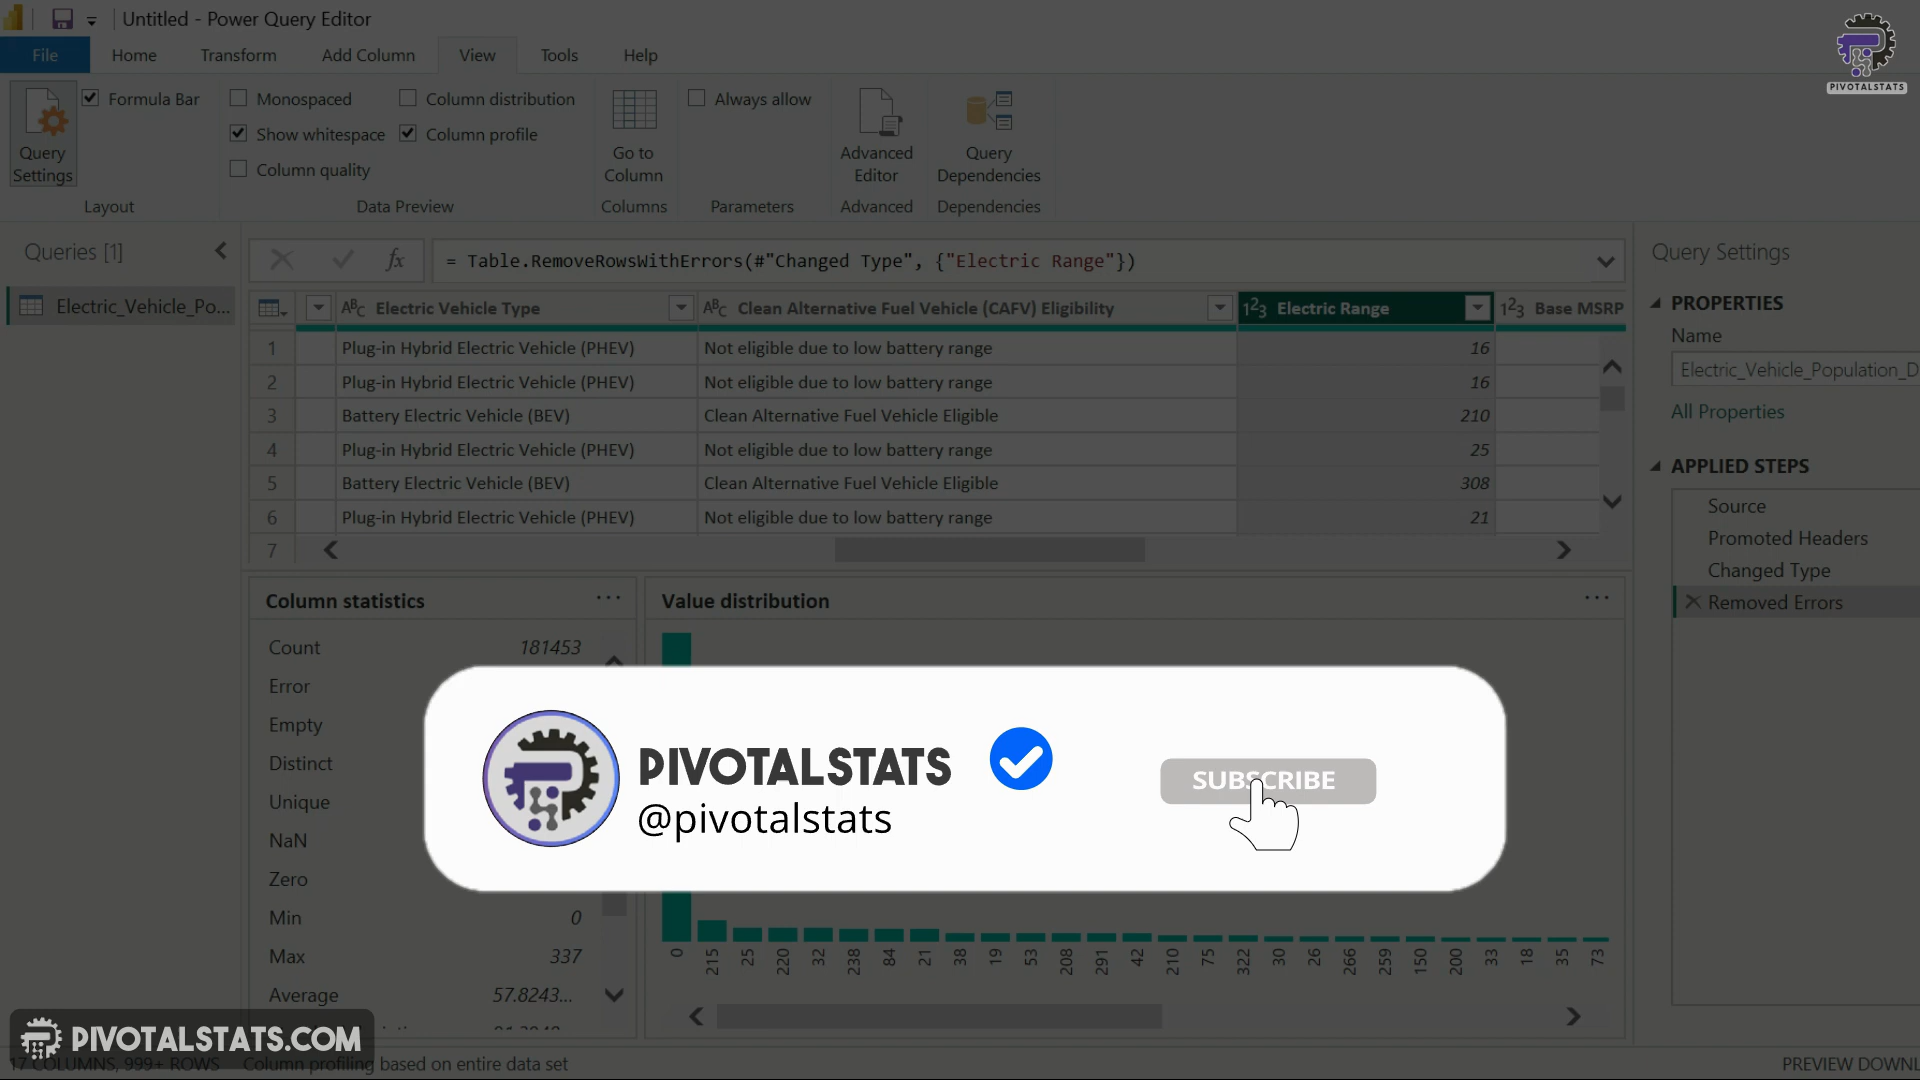 Untitled - Power Query Editor
PIVOTALSTATS
File Home Transform Add Column View Tools Help
Query Settings
Formula Bar
Layout
Monospaced
Show whitespace
Column quality
Column distribution
Column profile
Data Preview
Go to Column
Columns
Always allow
Parameters
Advanced Editor
Advanced
Query Dependencies
Dependencies
Queries [1]
Electric_Vehicle_Po...
fx
= Table.RemoveRowsWithErrors(#"Changed Type", {"Electric Range"})
ABC Electric Vehicle Type ABC Clean Alternative Fuel Vehicle (CAFV) Eligibility 123 Electric Range 123 Base MSRP
1 Plug-in Hybrid Electric Vehicle (PHEV) Not eligible due to low battery range 16
2 Plug-in Hybrid Electric Vehicle (PHEV) Not eligible due to low battery range 16
3 Battery Electric Vehicle (BEV) Clean Alternative Fuel Vehicle Eligible 210
4 Plug-in Hybrid Electric Vehicle (PHEV) Not eligible due to low battery range 25
5 Battery Electric Vehicle (BEV) Clean Alternative Fuel Vehicle Eligible 308
6 Plug-in Hybrid Electric Vehicle (PHEV) Not eligible due to low battery range 21
7
Query Settings
PROPERTIES
Name
Electric_Vehicle_Population_D
All Properties
APPLIED STEPS
Source
Promoted Headers
Changed Type
Removed Errors
Column statistics ...
Count 181453
Error
Empty
Distinct
Unique
NaN
Zero
Min 0
Max 337
Average 57.8243...
Value distribution ...
0 215 25 220 32 238 84 21 38 19 53 208 291 42 210 75 322 30 26 266 259 150 200 33 18 35 73
PIVOTALSTATS
@pivotalstats
SUBSCRIBE
PIVOTALSTATS.COM
17 COLUMNS, 999+ ROWS Column profiling based on entire data set
PREVIEW DOWNL